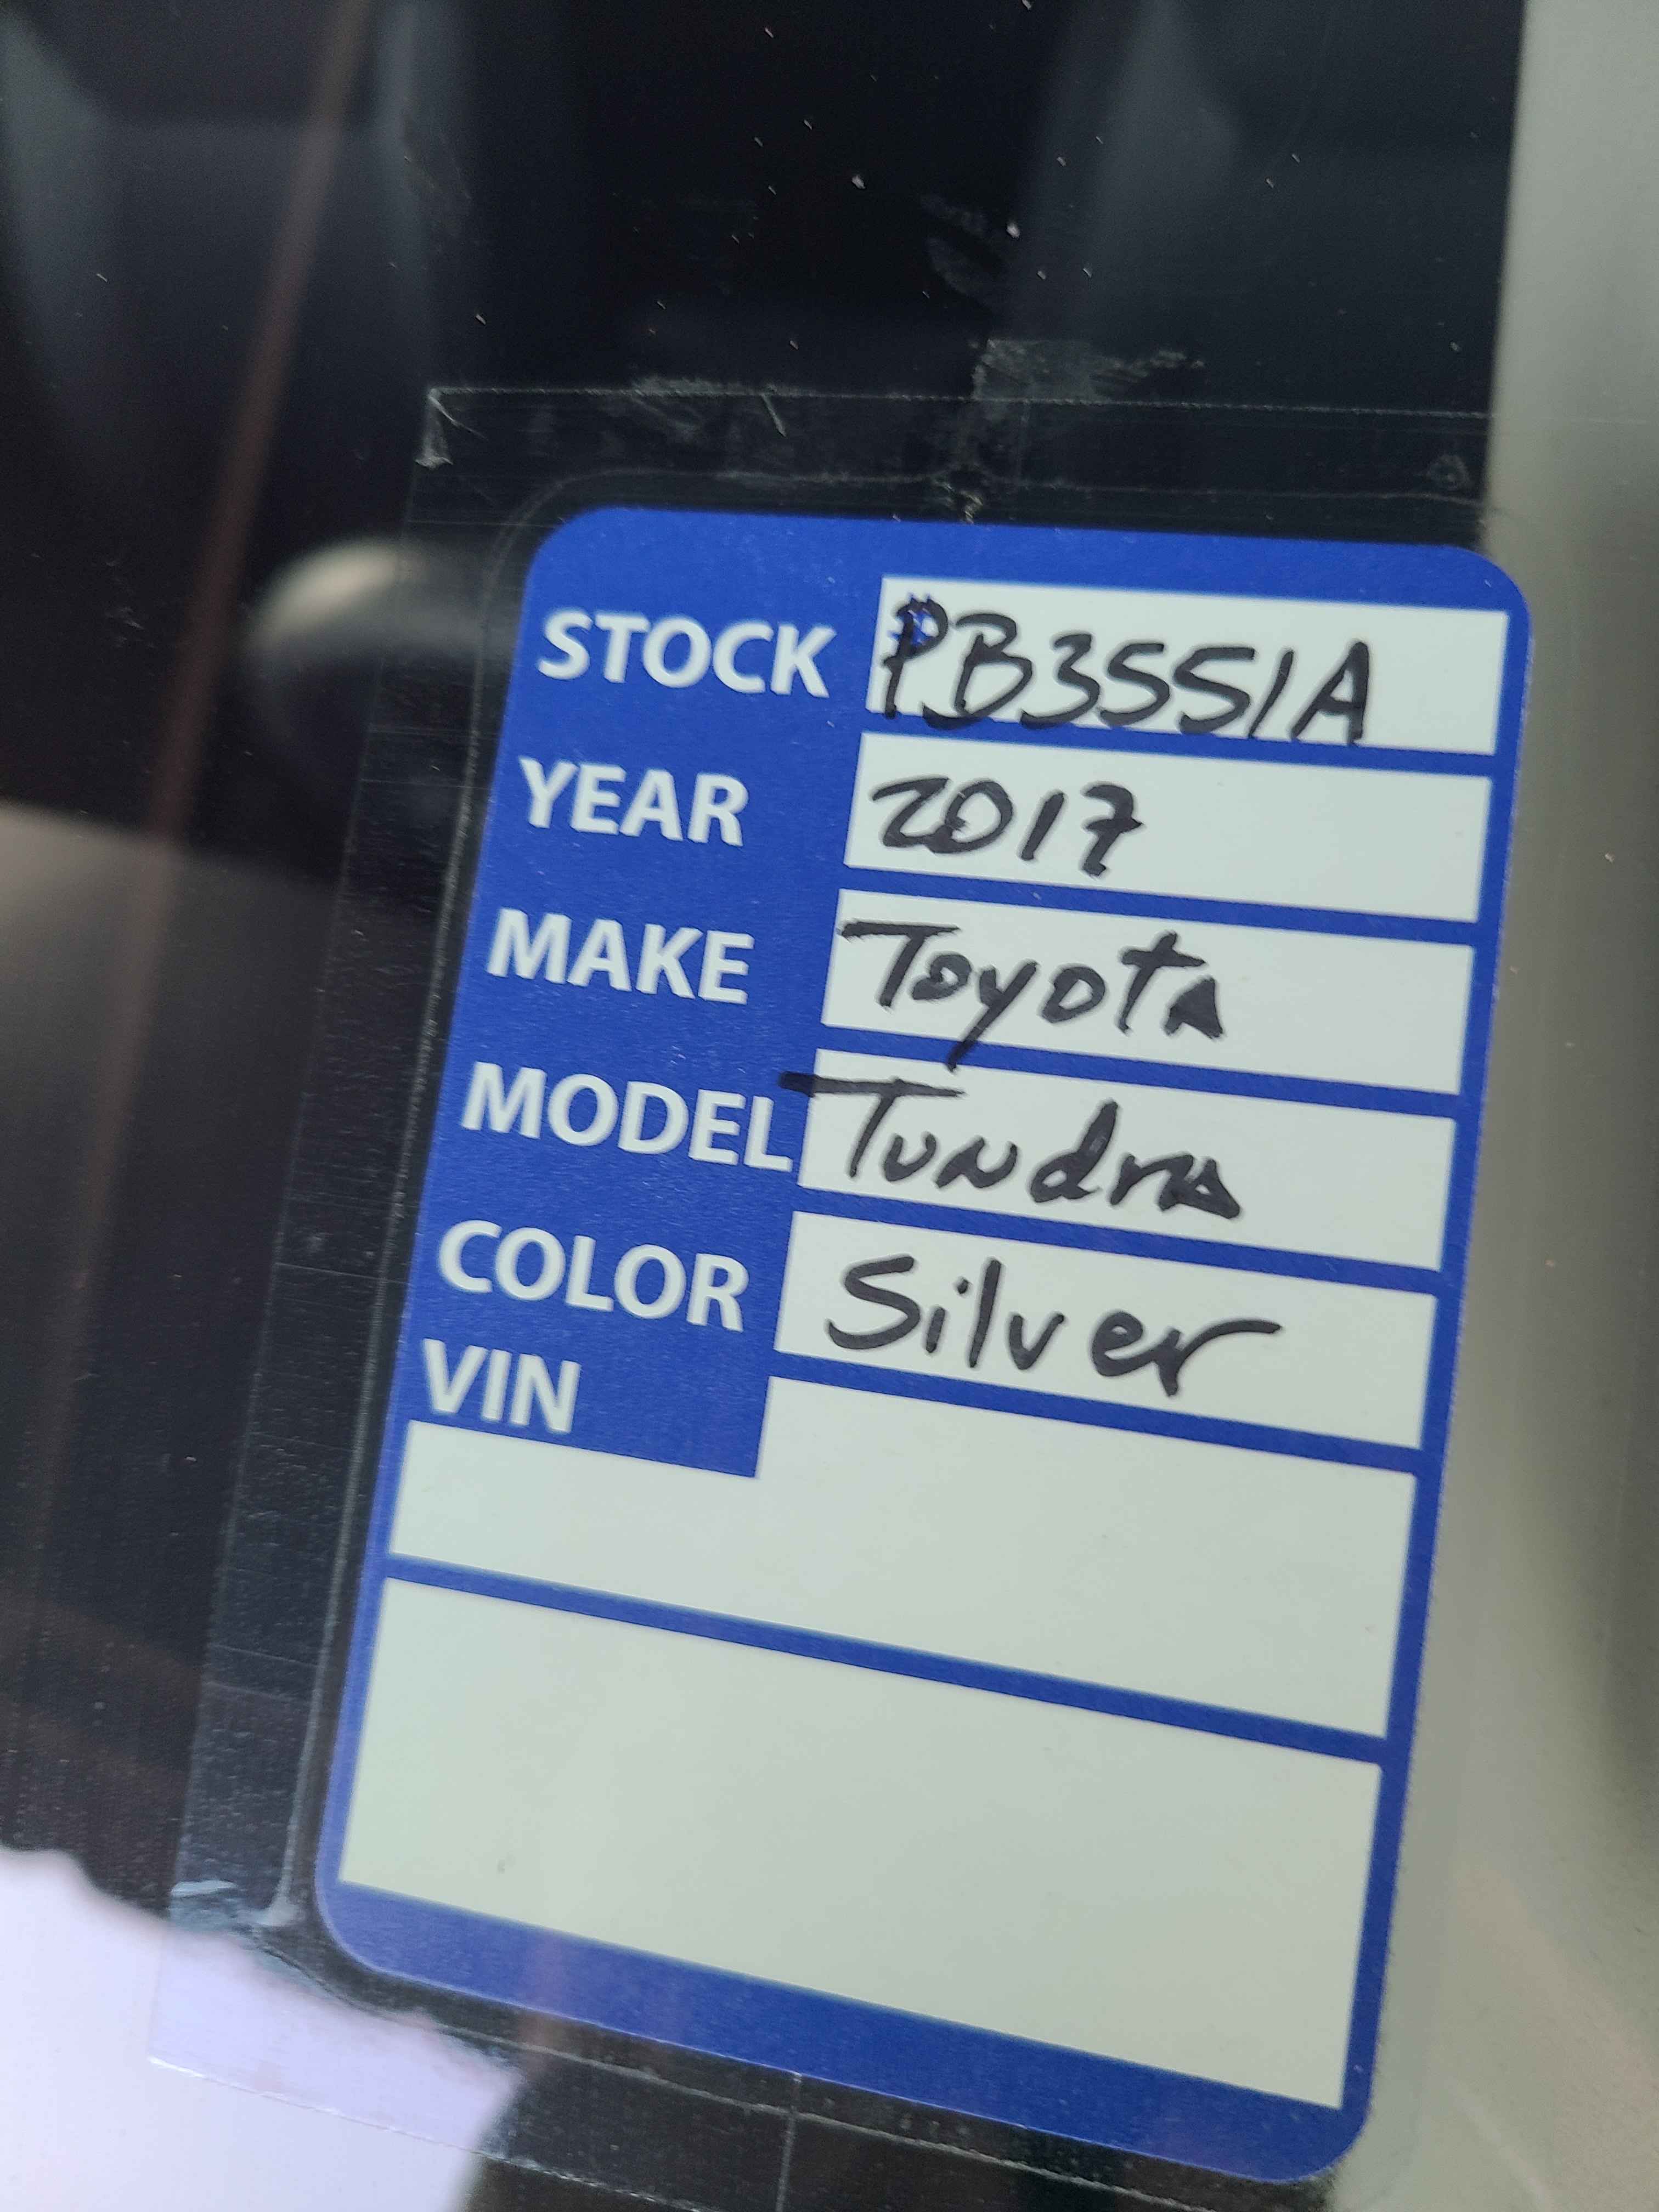 STOCK #PB3551A
YEAR 2017
MAKE Toyota
MODEL Tundra
COLOR Silver
VIN